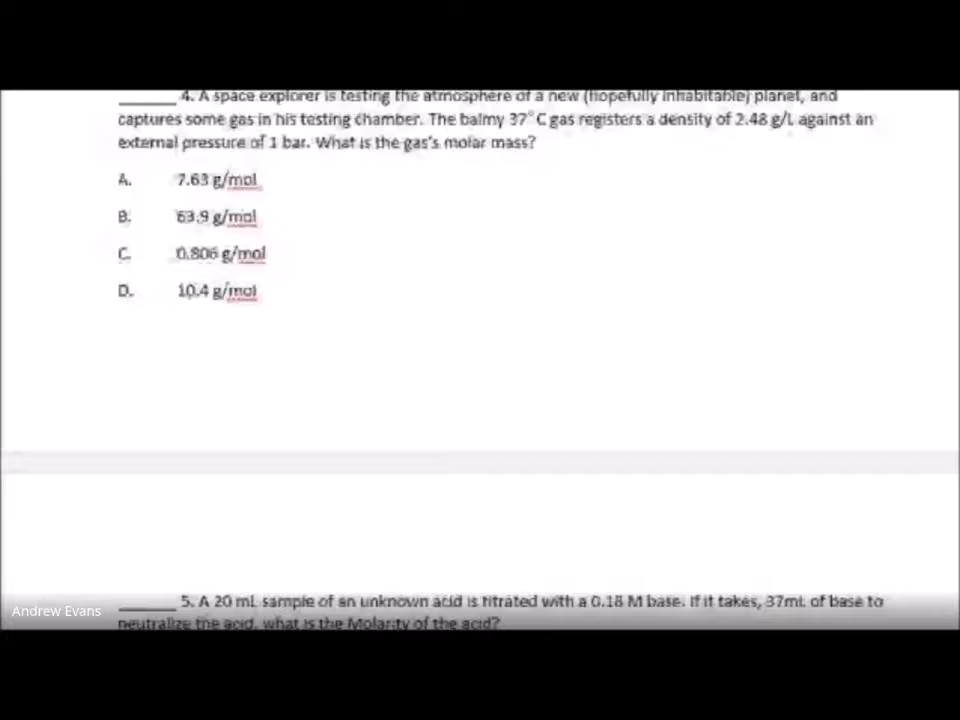 ______ 4. A space explorer is testing the atmosphere of a new (hopefully inhabitable) planet, and
captures some gas in his testing chamber. The balmy 37°C gas registers a density of 2.48 g/L against an
external pressure of 1 bar. What is the gas's molar mass?
A. 7.63 g/mol
B. 63.9 g/mol
C. 0.806 g/mol
D. 10.4 g/mol
______ 5. A 20 mL sample of an unknown acid is titrated with a 0.18 M base. If it takes, 37mL of base to
neutralize the acid, what is the Molarity of the acid?
Andrew Evans